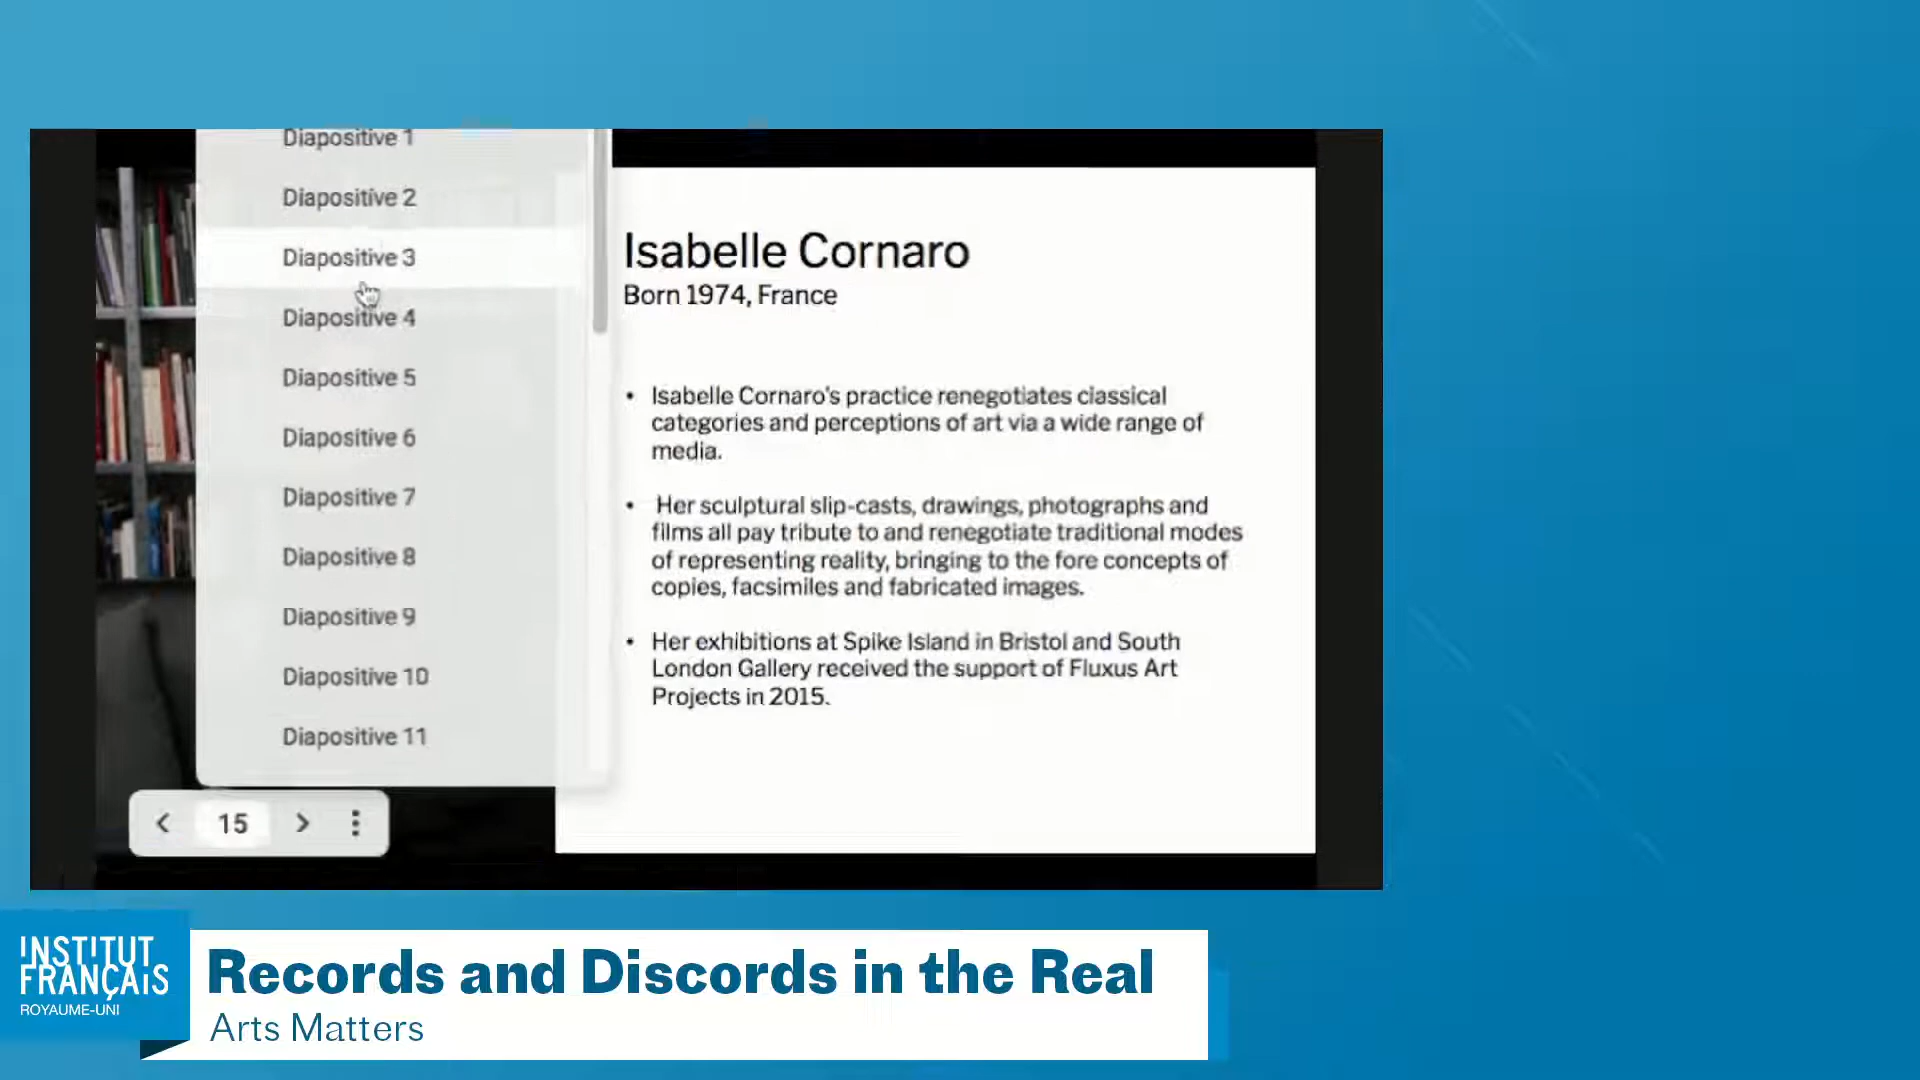 Diapositive 1
Diapositive 2
Diapositive 3
Diapositive 4
Diapositive 5
Diapositive 6
Diapositive 7
Diapositive 8
Diapositive 9
Diapositive 10
Diapositive 11
15
Isabelle Cornaro
Born 1974, France
• Isabelle Cornaro's practice renegotiates classical
categories and perceptions of art via a wide range of
media.
• Her sculptural slip-casts, drawings, photographs and
films all pay tribute to and renegotiate traditional modes
of representing reality, bringing to the fore concepts of
copies, facsimiles and fabricated images.
• Her exhibitions at Spike Island in Bristol and South
London Gallery received the support of Fluxus Art
Projects in 2015.
INSTITUT
FRANÇAIS
ROYAUME-UNI
Records and Discords in the Real
Arts Matters